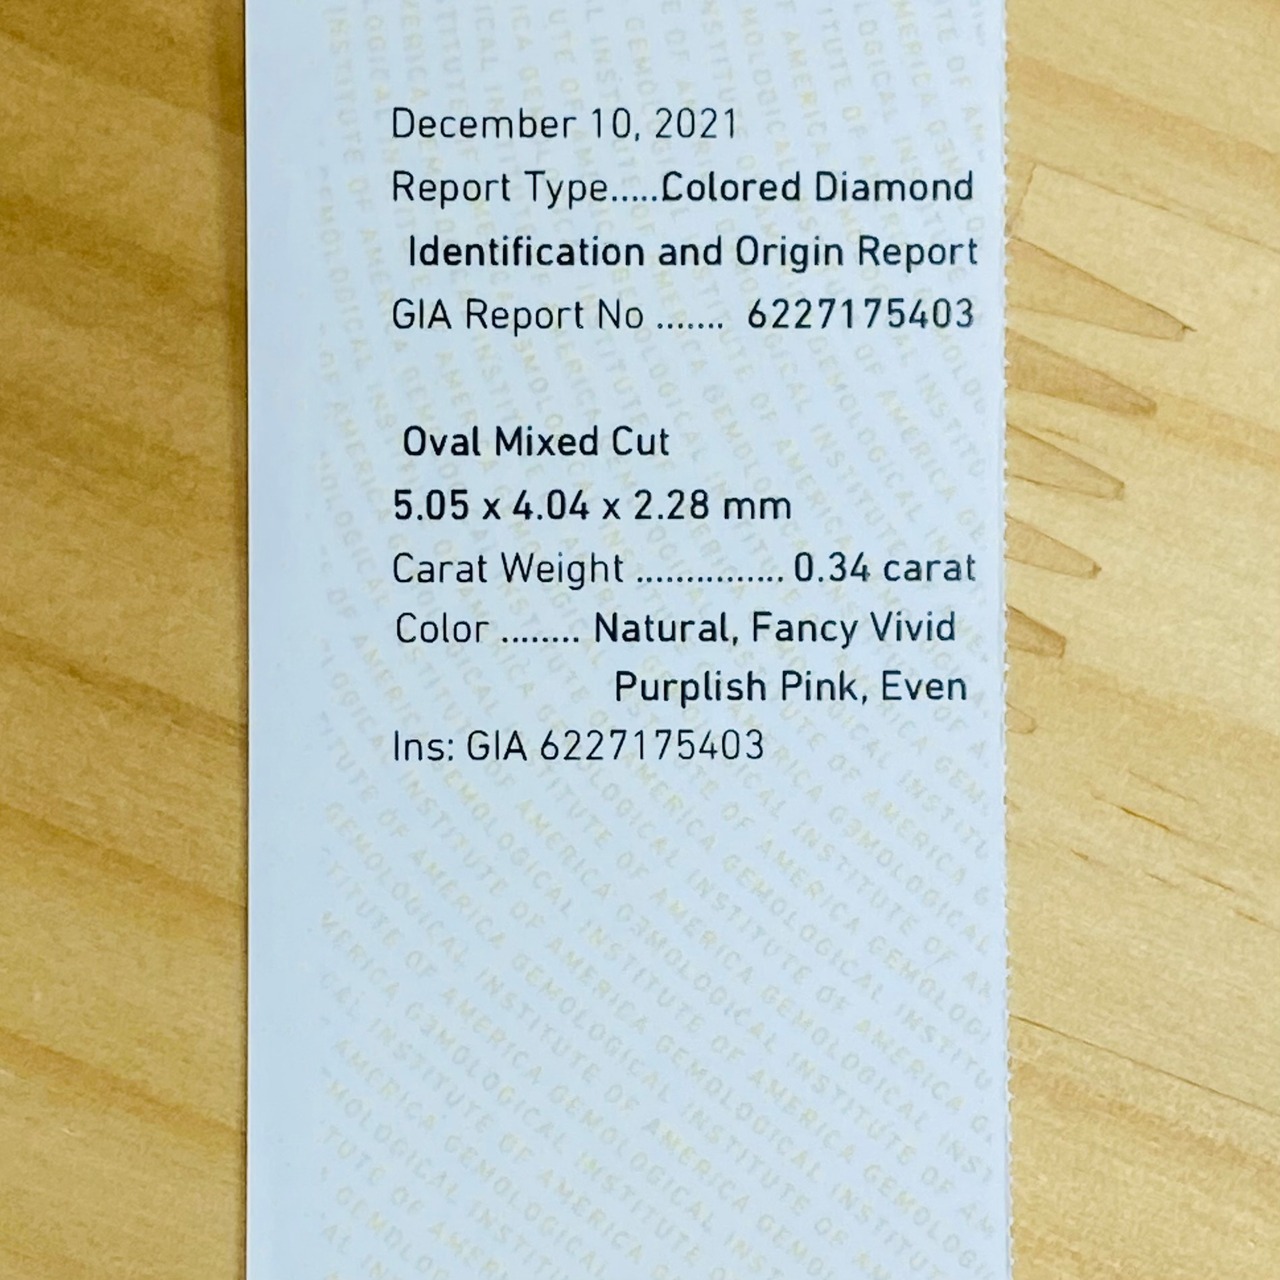 December 10, 2021
Report Type.....Colored Diamond
Identification and Origin Report
GIA Report No ....... 6227175403
Oval Mixed Cut
5.05 x 4.04 x 2.28 mm
Carat Weight ............... 0.34 carat
Color ........ Natural, Fancy Vivid
Purplish Pink, Even
Ins: GIA 6227175403